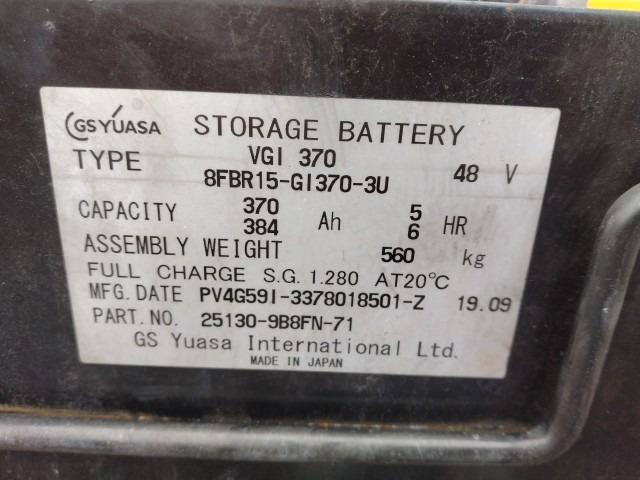 GS YUASA STORAGE BATTERY
TYPE VGI 370 48 V
8FBR15-GI370-3U
CAPACITY 370 Ah 5 HR
384 6
ASSEMBLY WEIGHT 560 kg
FULL CHARGE S.G. 1.280 AT20℃
MFG. DATE PV4G59I-3378018501-Z 19.09
PART. NO. 25130-9B8FN-71
GS Yuasa International Ltd.
MADE IN JAPAN